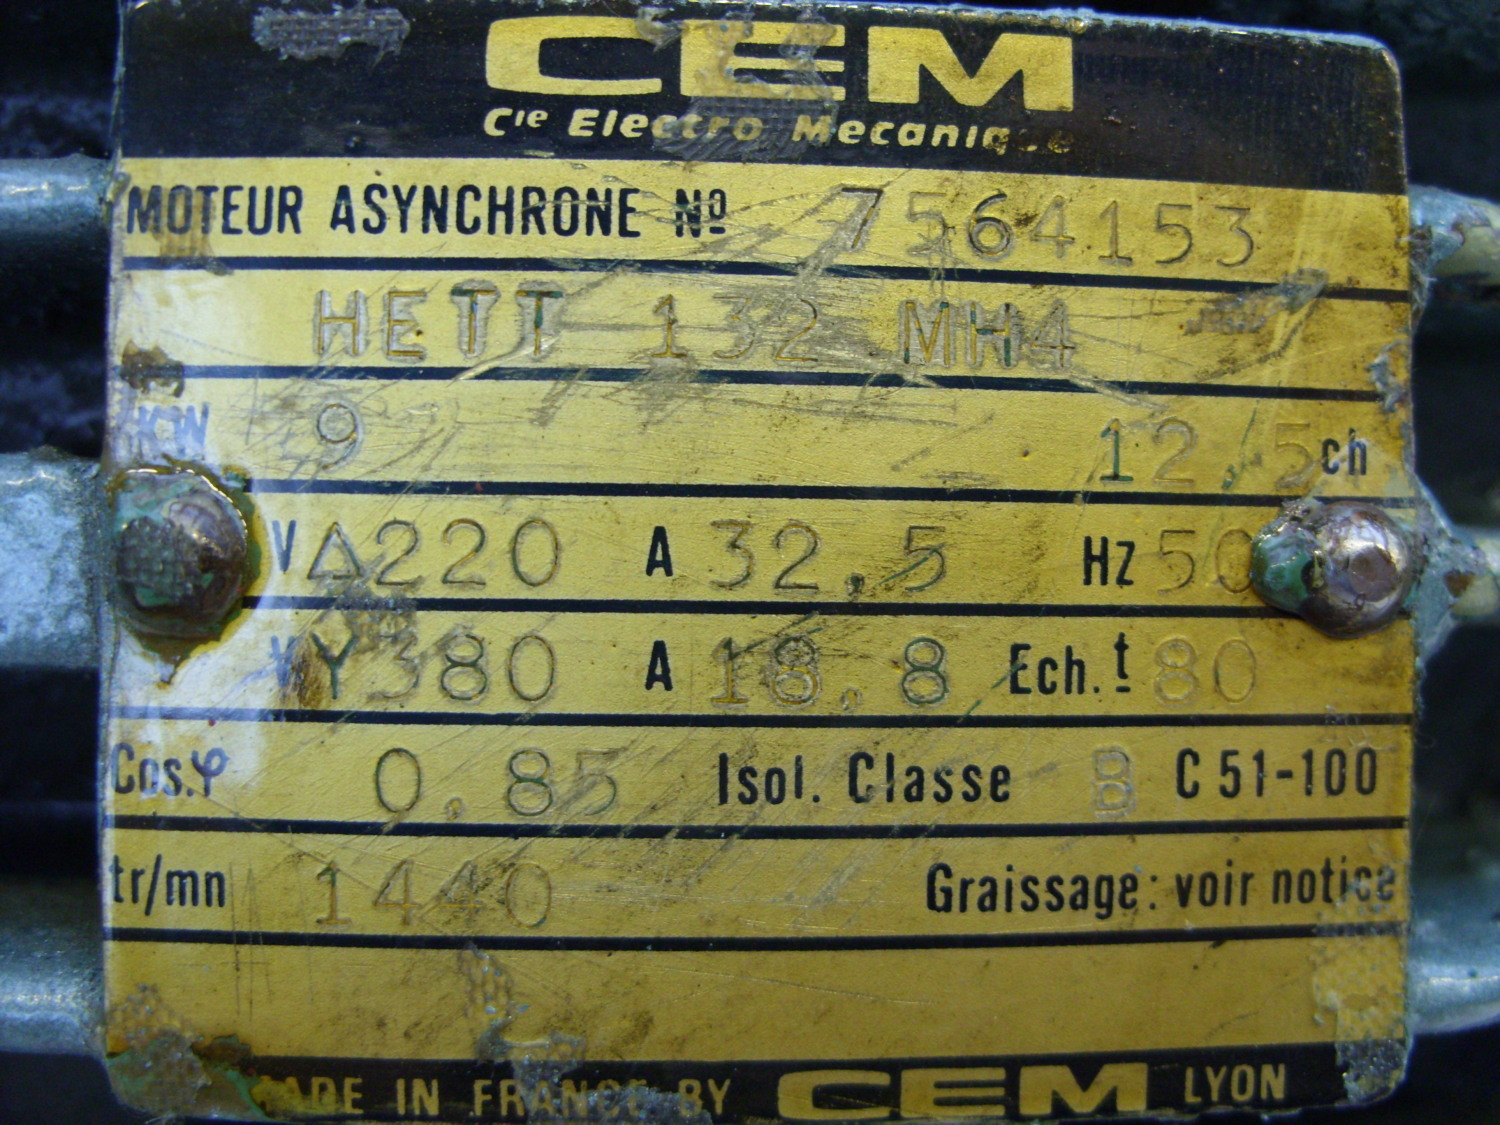 CEM
Cie Electro Mecanique
MOTEUR ASYNCHRONE Nº 7564153
HETT 132 MH4
KW 9 12,5 ch
V Δ 220 A 32,5 HZ 50
V Y 380 A 18,8 Ech.t 80
Cos.φ 0,85 Isol. Classe B C 51-100
tr/mn 1440 Graissage: voir notice
MADE IN FRANCE BY CEM LYON